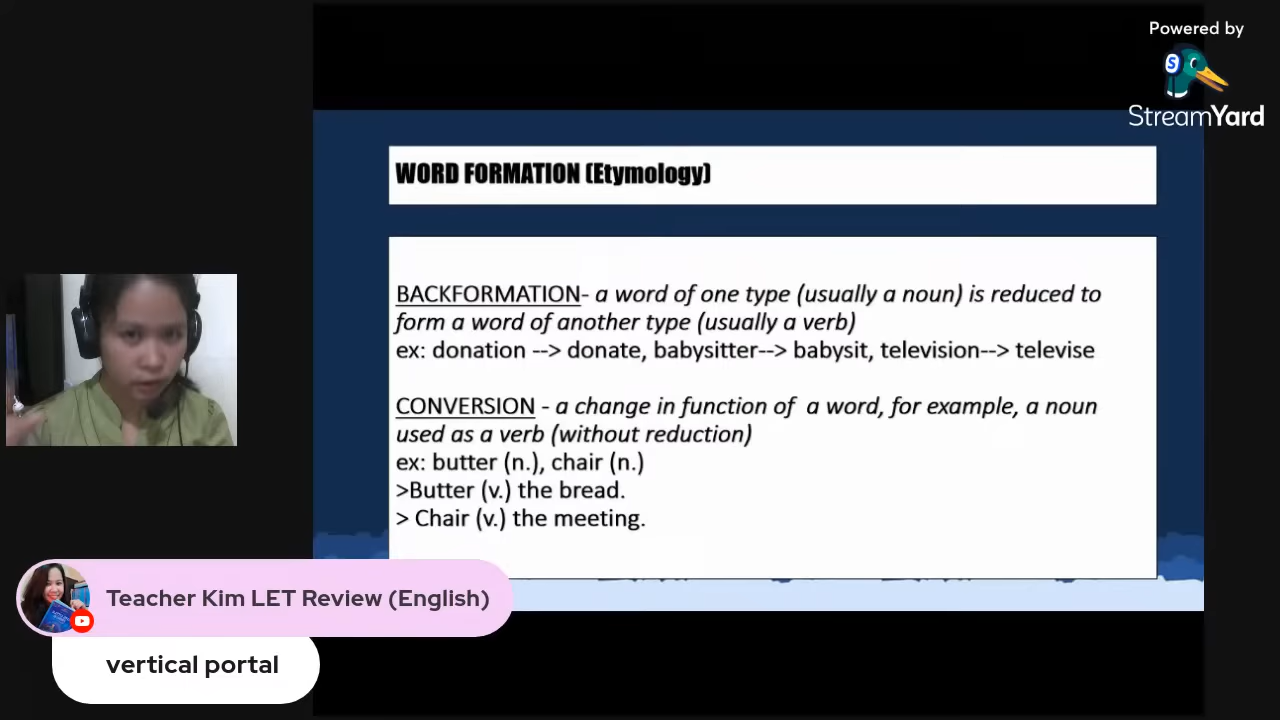 Powered by
StreamYard
WORD FORMATION (Etymology)
BACKFORMATION- a word of one type (usually a noun) is reduced to
form a word of another type (usually a verb)
ex: donation --> donate, babysitter--> babysit, television--> televise
CONVERSION - a change in function of a word, for example, a noun
used as a verb (without reduction)
ex: butter (n.), chair (n.)
>Butter (v.) the bread.
> Chair (v.) the meeting.
Teacher Kim LET Review (English)
vertical portal